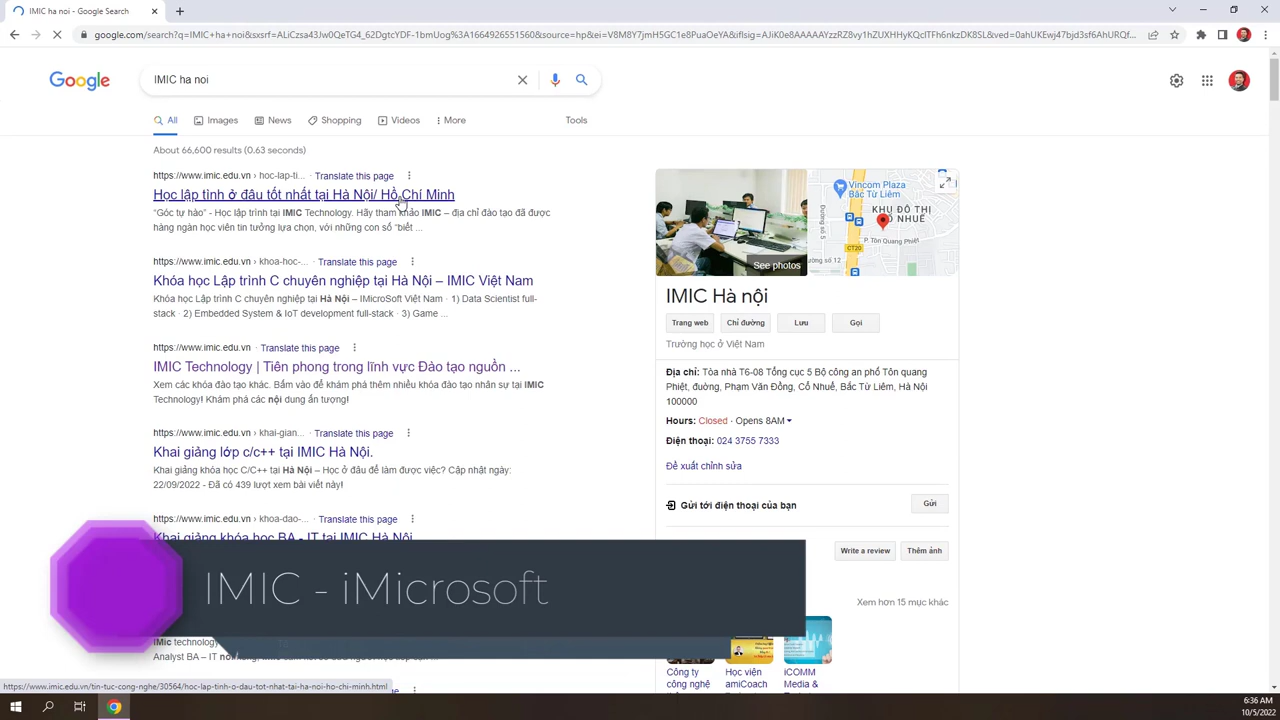 IMIC ha noi - Google Search
google.com/search?q=IMIC+ha+noi&sxsrf=ALiCzsa43Jw0QeTG4_62DgtcYDF-1bmUog%3A1664926551560&source=hp&ei=V8M8Y7jmH5GC1e8PuaOeYA&iflsig=AJiK0e8AAAAAYzzRZ8vy1hZUXHHyKQclTFh6nkzDK8SL&ved=0ahUKEwj47bjd3sf6AhURQ...
Google
IMIC ha noi
All
Images
News
Shopping
Videos
More
Tools
About 66,600 results (0.63 seconds)
https://www.imic.edu.vn › hoc-lap-ti... · Translate this page
Học lập tình ở đâu tốt nhất tại Hà Nội/ Hồ Chí Minh
“Góc tự hào” - Học lập trình tại IMIC Technology. Hãy tham khảo IMIC – địa chỉ đào tạo đã được
hàng ngàn học viên tin tưởng lựa chọn, với những con số “biết ...
https://www.imic.edu.vn › khoa-hoc-... · Translate this page
Khóa học Lập trình C chuyên nghiệp tại Hà Nội – IMIC Việt Nam
Khóa học Lập trình C chuyên nghiệp tại Hà Nội – IMicroSoft Việt Nam · 1) Data Scientist full-
stack · 2) Embedded System & IoT development full-stack · 3) Game ...
https://www.imic.edu.vn · Translate this page
IMIC Technology | Tiên phong trong lĩnh vực Đào tạo nguồn ...
Xem các khóa đào tạo khác. Bấm vào để khám phá thêm nhiều khóa đào tạo nhân sự tại IMIC
Technology! Khám phá các nội dung ấn tượng!
https://www.imic.edu.vn › khai-gian... · Translate this page
Khai giảng lớp c/c++ tại IMIC Hà Nội.
Khai giảng khóa học C/C++ tại Hà Nội – Học ở đâu để làm được việc? Cập nhật ngày:
22/09/2022 - Đã có 439 lượt xem bài viết này!
https://www.imic.edu.vn › khoa-dao-... · Translate this page
Khai giảng khóa học BA - IT tại IMIC Hà Nội
IMIC - iMicrosoft
IMic technology
Analyst BA – IT nói
https://www.imic.edu.vn/tin-tuc-cong-nghe/30564/hoc-lap-tinh-o-dau-tot-nhat-tai-ha-noi-ho-chi-minh.html
See photos
Vincom Plaza
Bắc Từ Liêm
Đường số 5
KHU ĐÔ THỊ
CỔ NHUẾ
P. Tôn Quang Phiệt
CT20
Đường số 12
IMIC Hà nội
Trang web
Chỉ đường
Lưu
Gọi
Trường học ở Việt Nam
Địa chỉ: Tòa nhà T6-08 Tổng cục 5 Bộ công an phố Tôn quang
Phiệt, đường, Phạm Văn Đồng, Cổ Nhuế, Bắc Từ Liêm, Hà Nội
100000
Hours: Closed · Opens 8AM
Điện thoại: 024 3755 7333
Đề xuất chỉnh sửa
Gửi tới điện thoại của bạn
Gửi
Write a review
Thêm ảnh
Xem hơn 15 mục khác
Công ty
công nghệ
Học viện
amiCoach
iCOMM
Media &
6:36 AM
10/5/2022